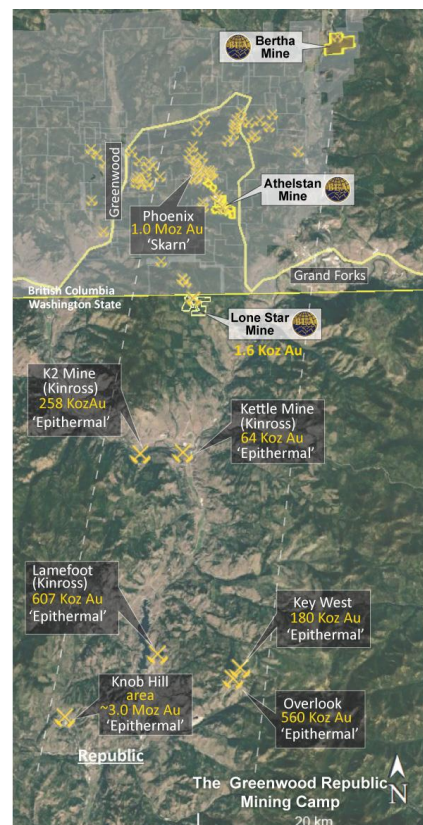 Bertha
Mine
Greenwood
Athelstan
Mine
Phoenix
1.0 Moz Au
'Skarn'
Grand Forks
British Columbia
Washington State
Lone Star
Mine
1.6 Koz Au
K2 Mine
(Kinross)
258 KozAu
'Epithermal'
Kettle Mine
(Kinross)
64 Koz Au
'Epithermal'
Lamefoot
(Kinross)
607 Koz Au
'Epithermal'
Key West
180 Koz Au
'Epithermal'
Knob Hill
area
~3.0 Moz Au
'Epithermal'
Overlook
560 Koz Au
'Epithermal'
Republic
The Greenwood Republic
Mining Camp
N
20 km